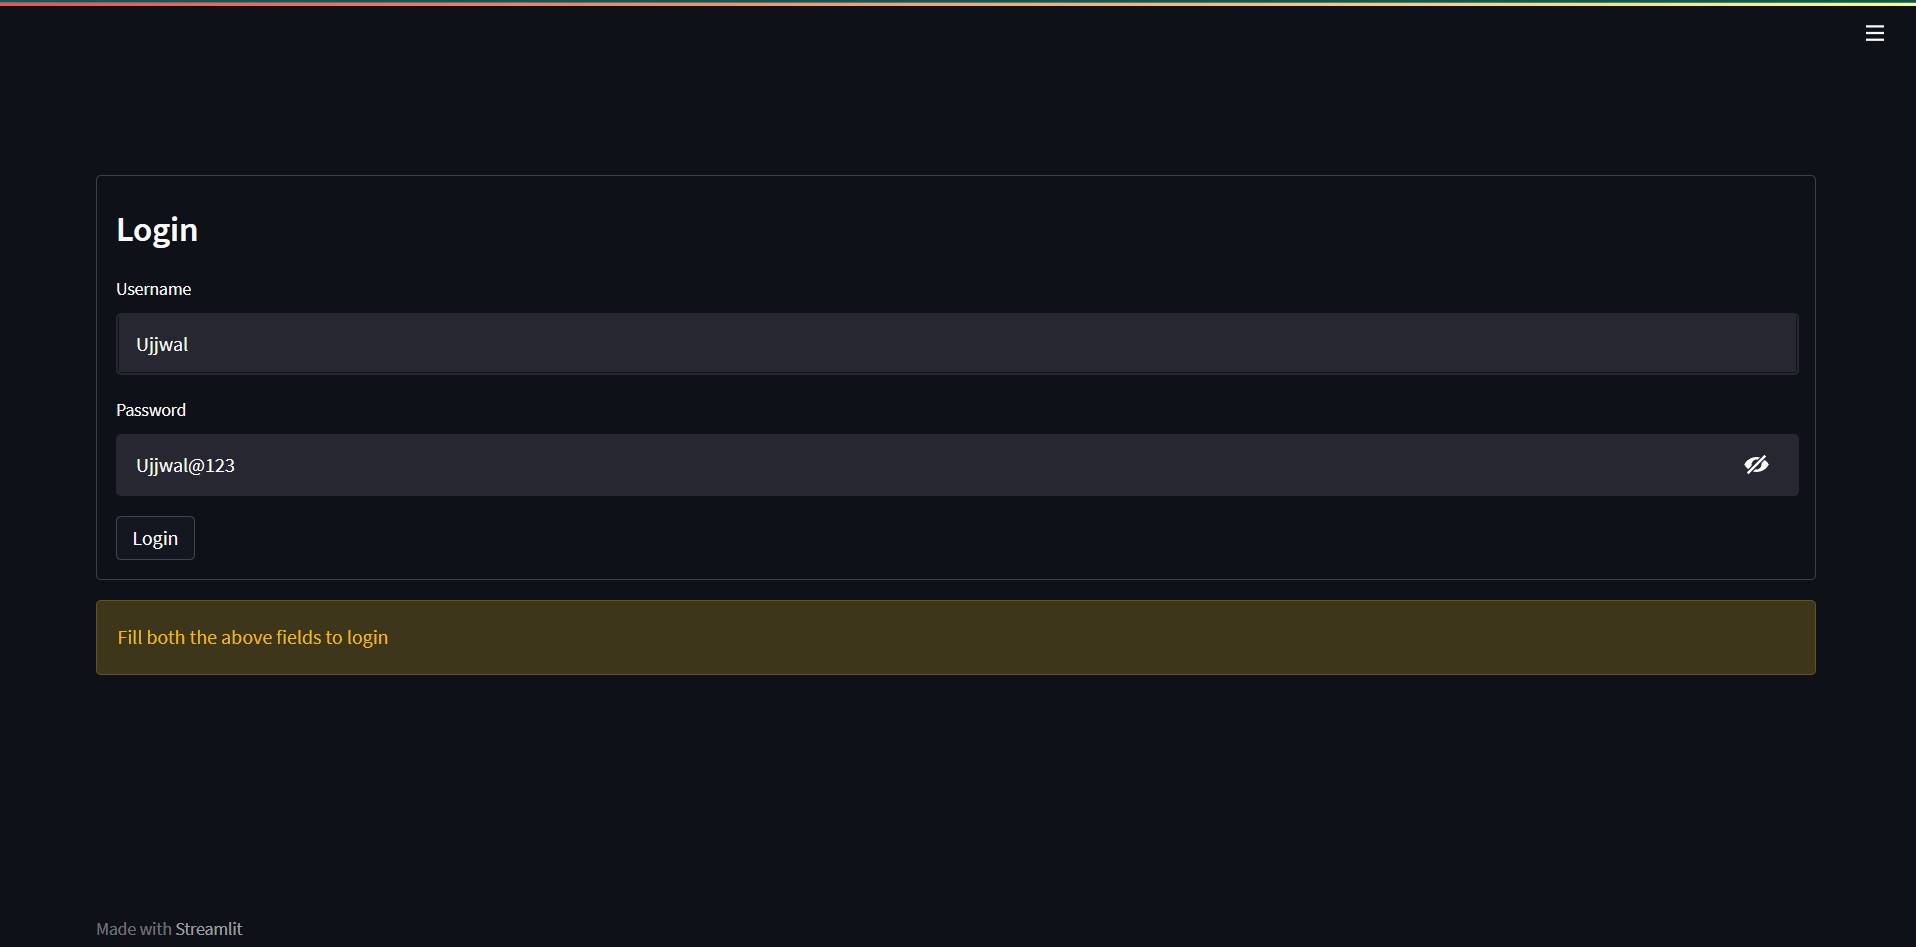 Login
Username
Ujjwal
Password
Ujjwal@123
Login
Fill both the above fields to login
Made with Streamlit